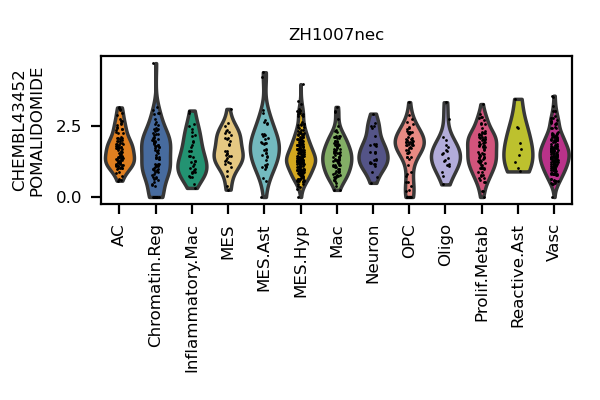 ZH1007nec
CHEMBL43452
POMALIDOMIDE
2.5
0.0
AC
Chromatin.Reg
Inflammatory.Mac
MES
MES.Ast
MES.Hyp
Mac
Neuron
OPC
Oligo
Prolif.Metab
Reactive.Ast
Vasc